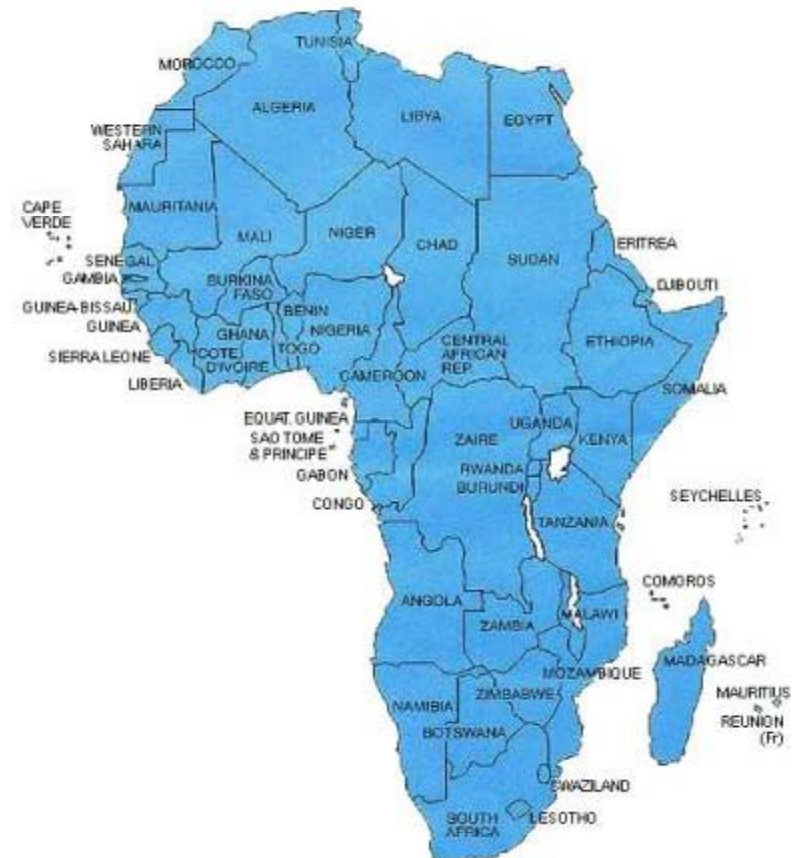 TUNISIA
MOROCCO
ALGERIA
LIBYA
EGYPT
WESTERN
SAHARA
MAURITANIA
CAPE
VERDE
MALI
NIGER
CHAD
SUDAN
ERITREA
SENEGAL
GAMBIA
DJIBOUTI
BURKINA
FASO
GUINEA-BISSAU
BENIN
GUINEA
GHANA
NIGERIA
CENTRAL
AFRICAN
REP.
ETHIOPIA
SIERRA LEONE
COTE
D'IVOIRE
TOGO
LIBERIA
CAMEROON
SOMALIA
EQUAT. GUINEA
UGANDA
SAO TOME
& PRINCIPE
ZAIRE
KENYA
GABON
RWANDA
BURUNDI
CONGO
SEYCHELLES
TANZANIA
COMOROS
ANGOLA
MALAWI
ZAMBIA
MADAGASCAR
MOZAMBIQUE
MAURITIUS
ZIMBABWE
NAMIBIA
REUNION
(Fr)
BOTSWANA
SWAZILAND
SOUTH
AFRICA
LESOTHO